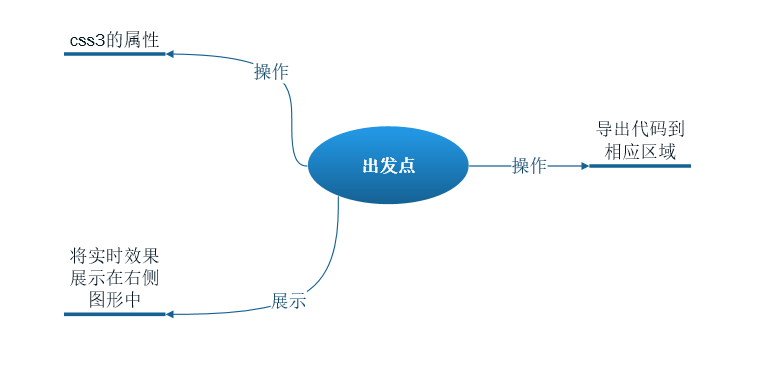 css3的属性
操作
导出代码到
相应区域
出发点
操作
将实时效果
展示在右侧
图形中
展示